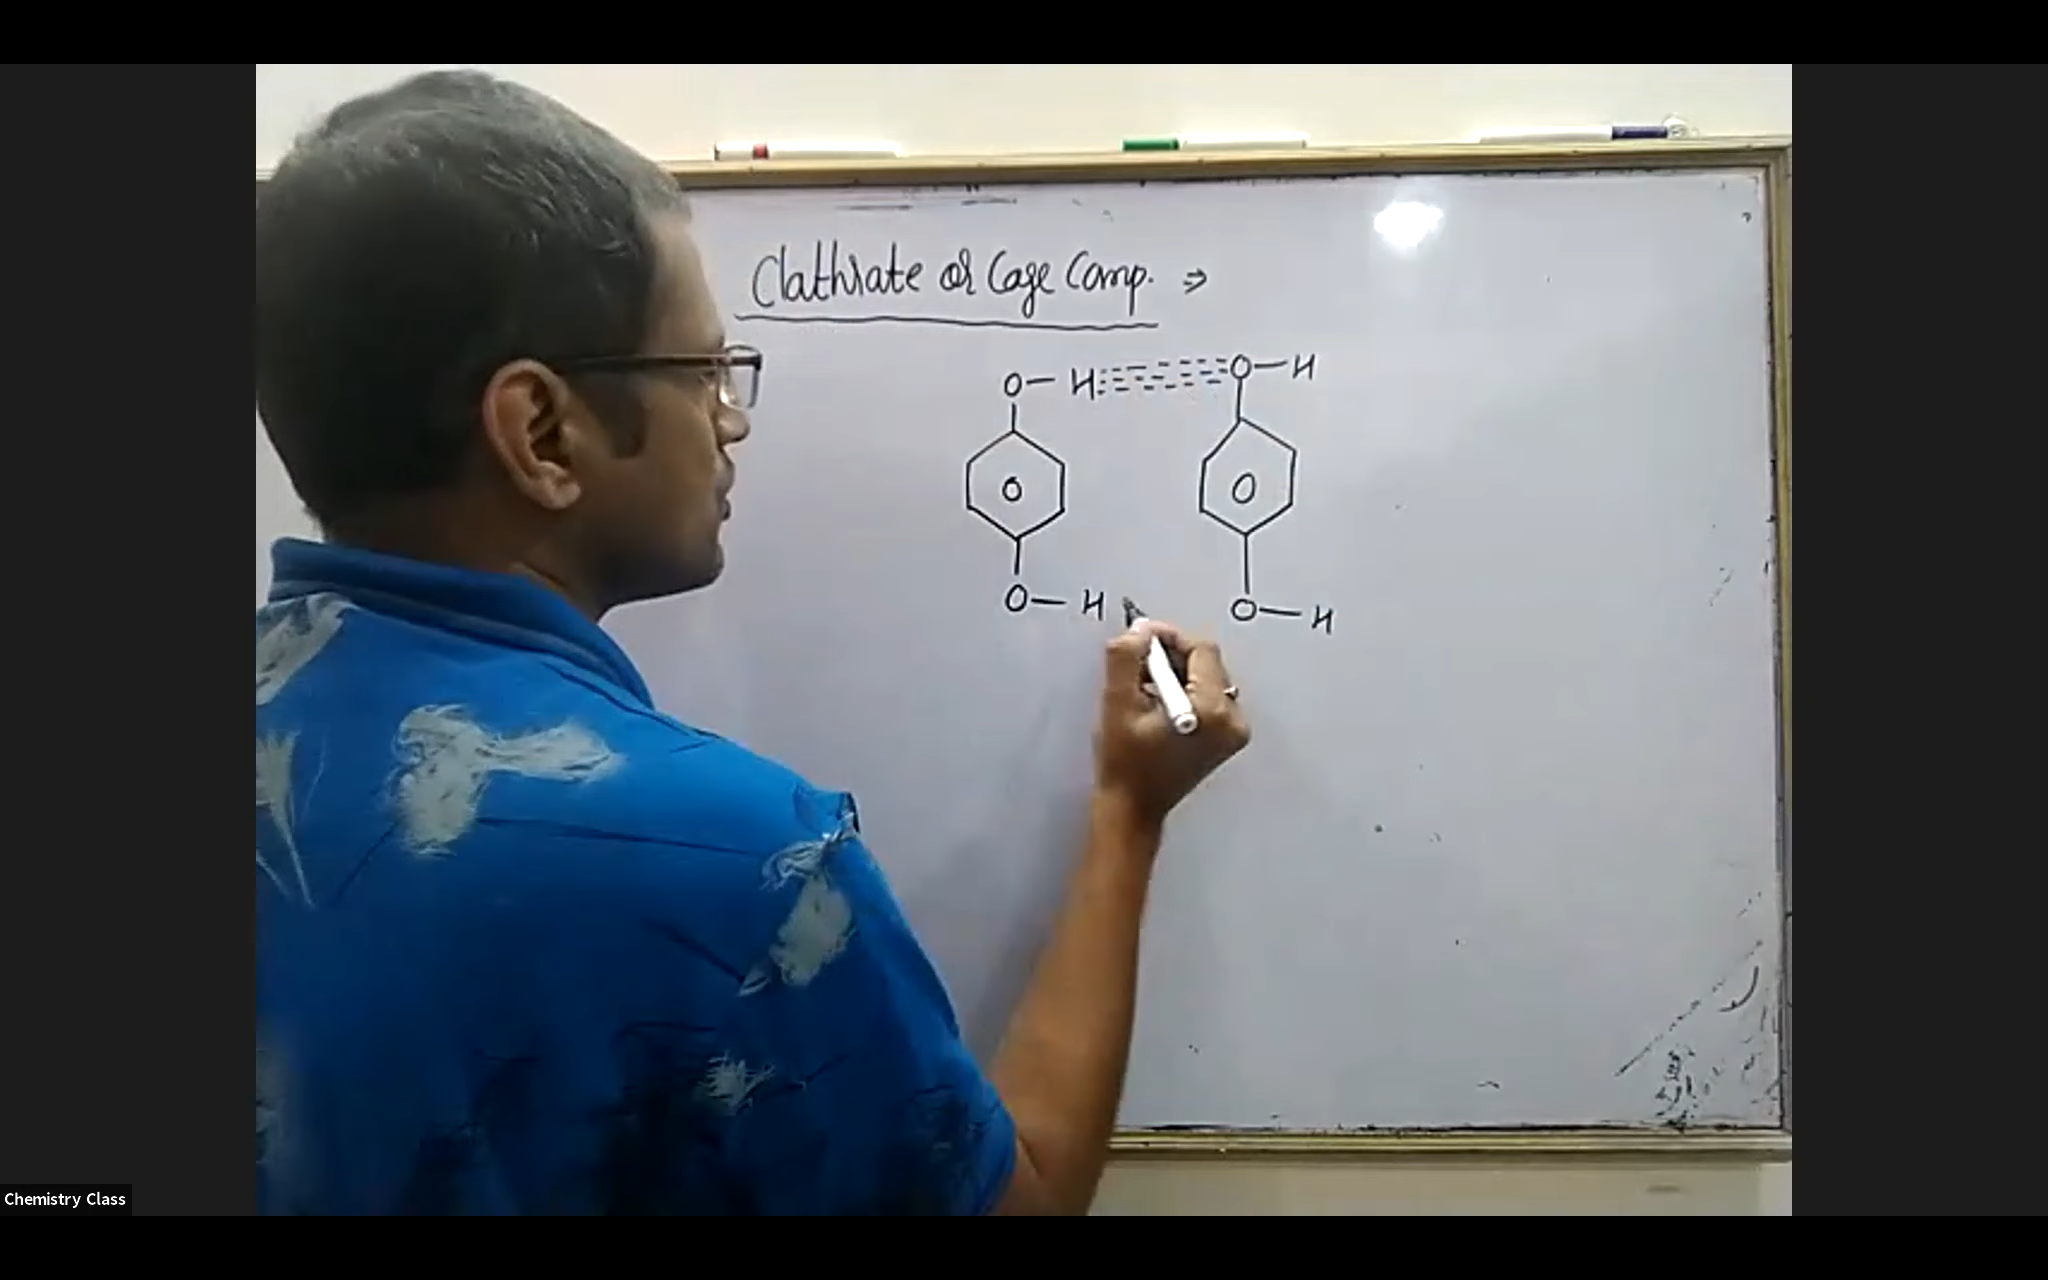 Clathrate or Cage Comp. ⇒
O—H O—H
O O
O—H O—H
Chemistry Class